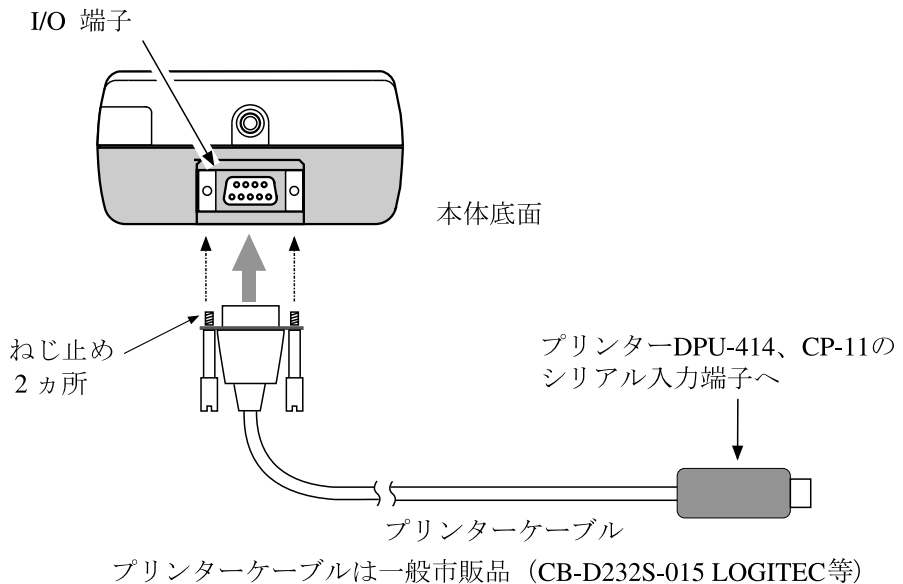 I/O 端子
本体底面
ねじ止め
2 ヵ所
プリンターDPU-414、CP-11の
シリアル入力端子へ
プリンターケーブル
プリンターケーブルは一般市販品（CB-D232S-015 LOGITEC等）